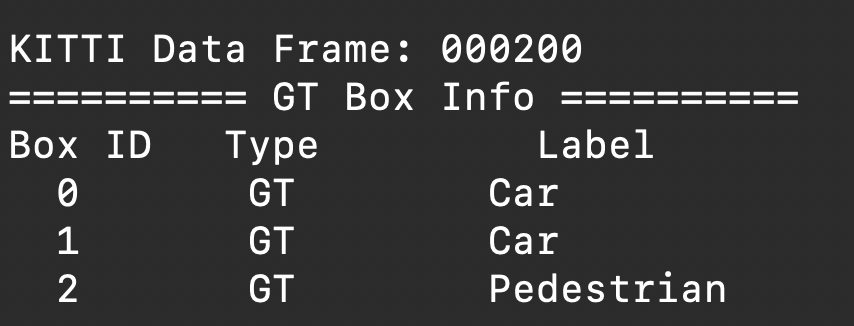 KITTI Data Frame: 000200
========== GT Box Info ==========
Box ID   Type         Label
  0       GT        Car
  1       GT        Car
  2       GT        Pedestrian